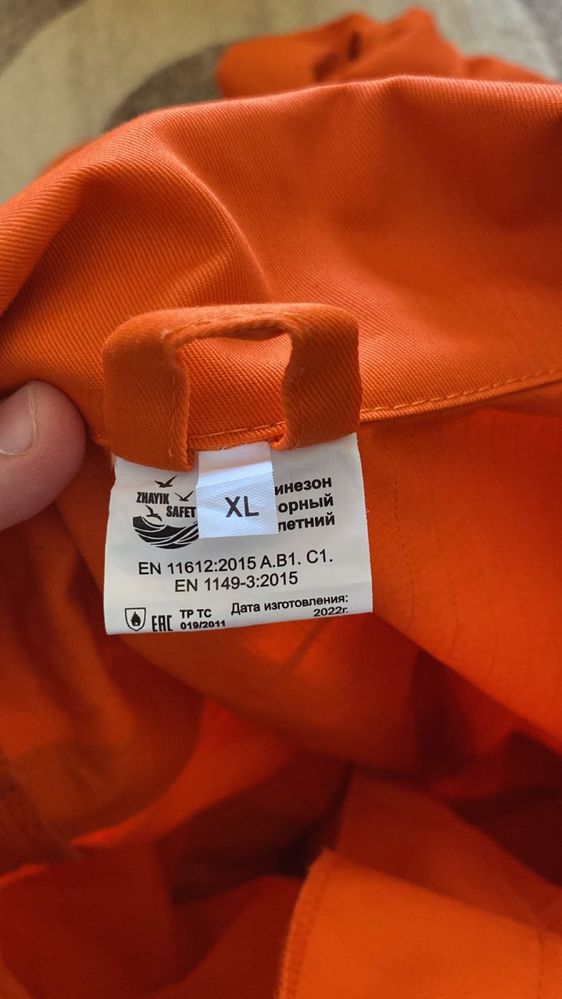 ZHAYIK
SAFET
XL
инезон
орный
летний
EN 11612:2015 A.B1. C1.
EN 1149-3:2015
EAC
ТР ТС
019/2011
Дата изготовления:
2022г.